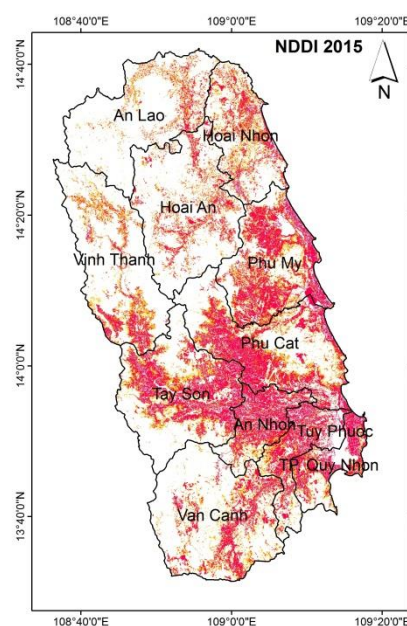 108°40'0"E 109°0'0"E 109°20'0"E
NDDI 2015
N
14°40'0"N
14°20'0"N
14°0'0"N
13°40'0"N
An Lao
Hoai Nhon
Hoai An
Vinh Thanh
Phu My
Phu Cat
Tay Son
An Nhon
Tuy Phuoc
TP. Quy Nhon
Van Canh
108°40'0"E 109°0'0"E 109°20'0"E